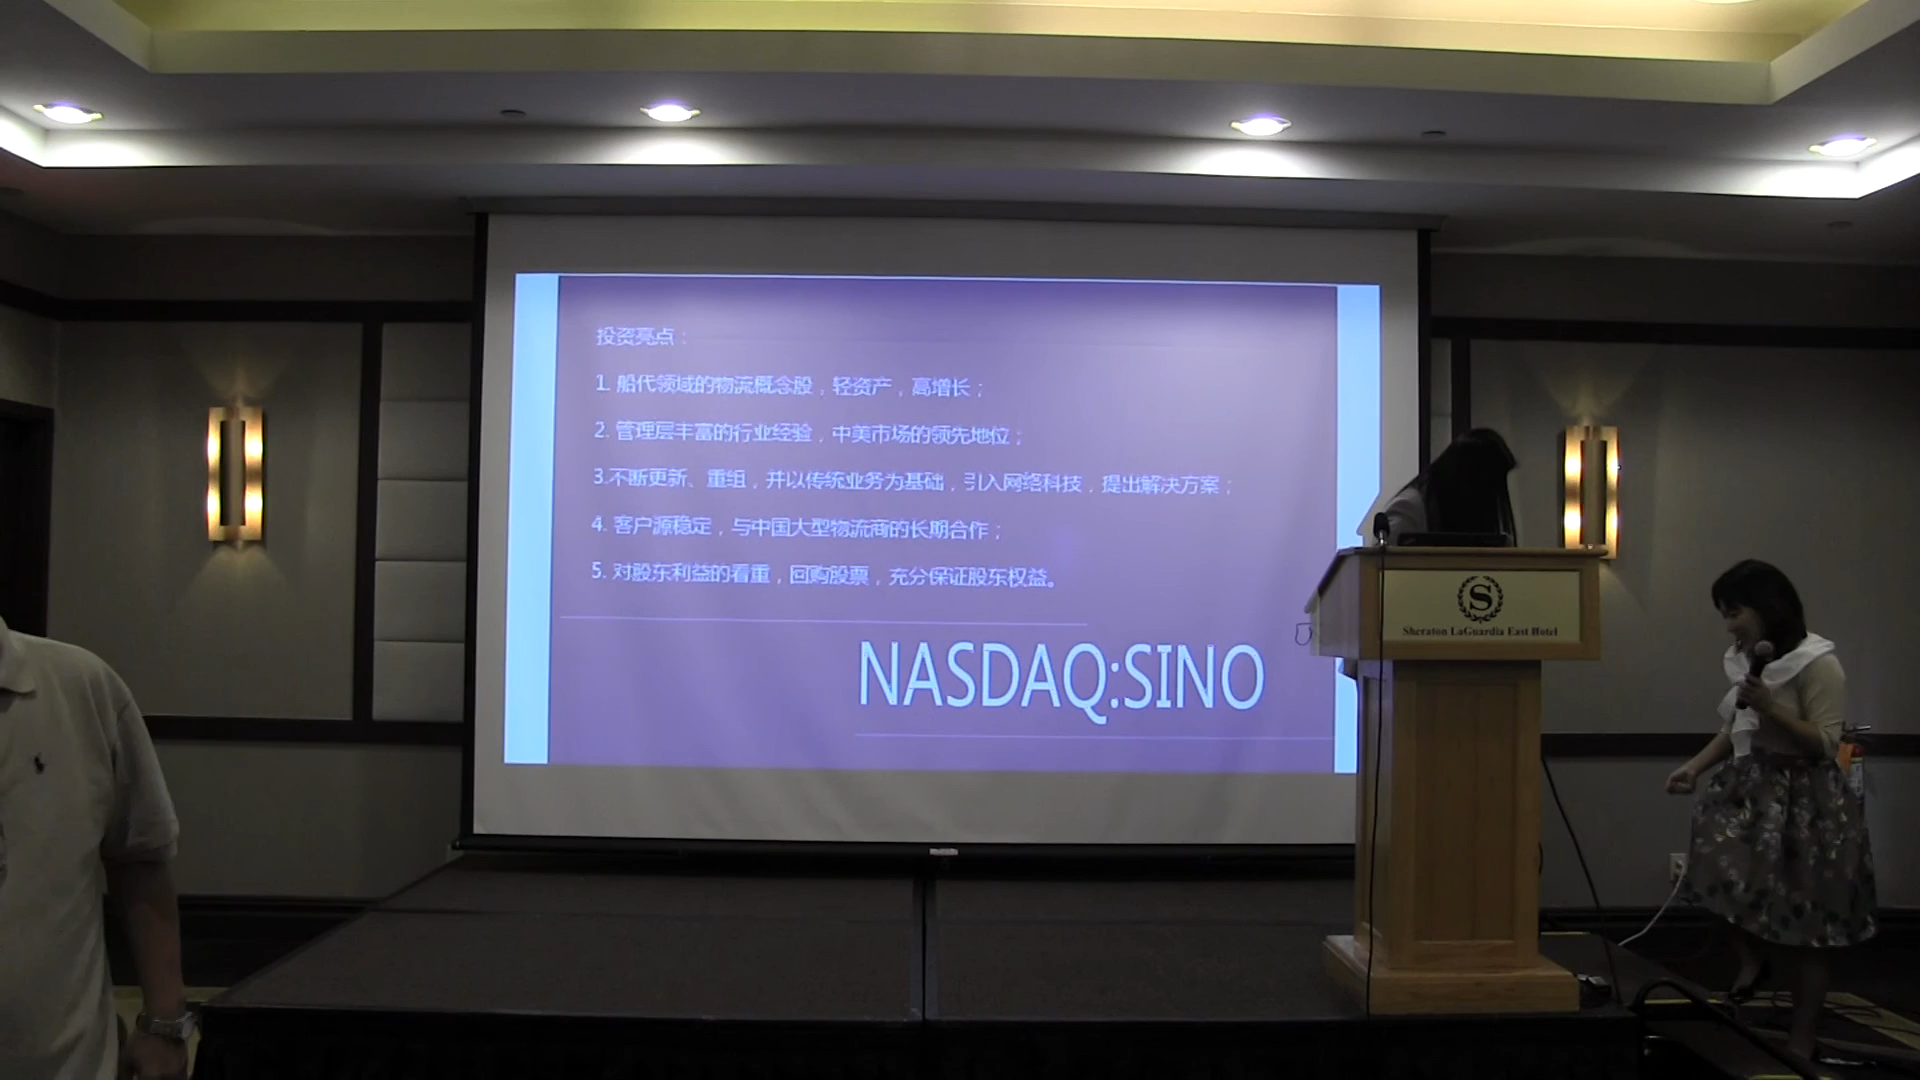 投资亮点：
1. 船代领域的物流概念股，轻资产，高增长；
2. 管理层丰富的行业经验，中美市场的领先地位；
3.不断更新、重组，并以传统业务为基础，引入网络科技，提出解决方案；
4. 客户源稳定，与中国大型物流商的长期合作；
5. 对股东利益的看重，回购股票，充分保证股东权益。
NASDAQ:SINO
S
Sheraton LaGuardia East Hotel